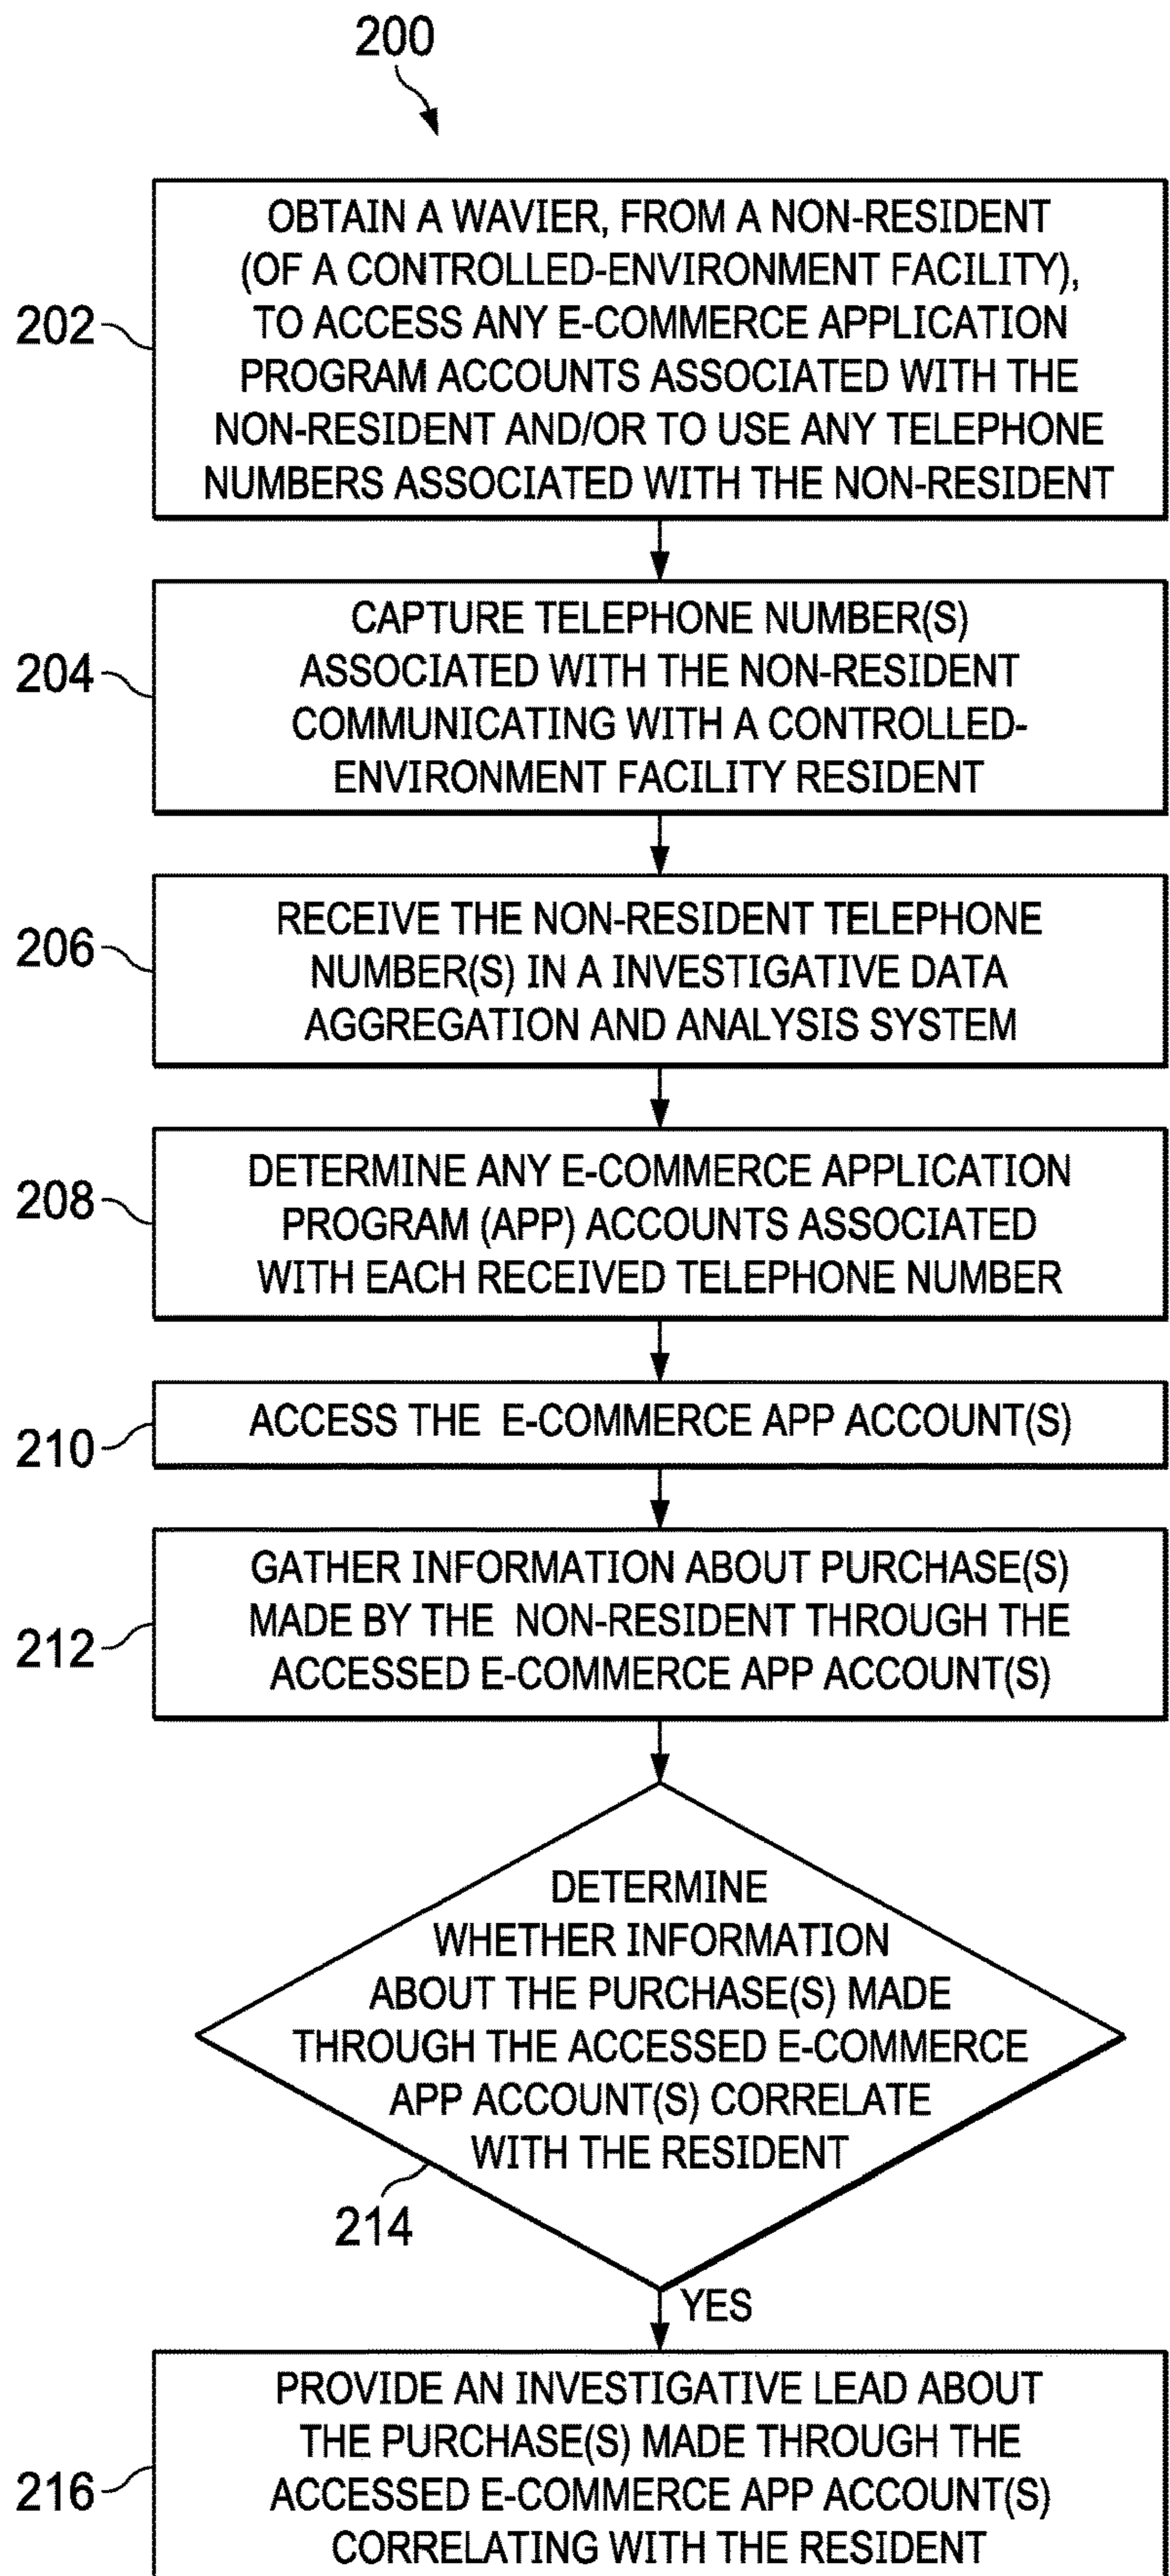 200
202
OBTAIN A WAVIER, FROM A NON-RESIDENT
(OF A CONTROLLED-ENVIRONMENT FACILITY),
TO ACCESS ANY E-COMMERCE APPLICATION
PROGRAM ACCOUNTS ASSOCIATED WITH THE
NON-RESIDENT AND/OR TO USE ANY TELEPHONE
NUMBERS ASSOCIATED WITH THE NON-RESIDENT
204
CAPTURE TELEPHONE NUMBER(S)
ASSOCIATED WITH THE NON-RESIDENT
COMMUNICATING WITH A CONTROLLED-
ENVIRONMENT FACILITY RESIDENT
206
RECEIVE THE NON-RESIDENT TELEPHONE
NUMBER(S) IN A INVESTIGATIVE DATA
AGGREGATION AND ANALYSIS SYSTEM
208
DETERMINE ANY E-COMMERCE APPLICATION
PROGRAM (APP) ACCOUNTS ASSOCIATED
WITH EACH RECEIVED TELEPHONE NUMBER
210
ACCESS THE E-COMMERCE APP ACCOUNT(S)
212
GATHER INFORMATION ABOUT PURCHASE(S)
MADE BY THE NON-RESIDENT THROUGH THE
ACCESSED E-COMMERCE APP ACCOUNT(S)
DETERMINE
WHETHER INFORMATION
ABOUT THE PURCHASE(S) MADE
THROUGH THE ACCESSED E-COMMERCE
APP ACCOUNT(S) CORRELATE
WITH THE RESIDENT
214
YES
216
PROVIDE AN INVESTIGATIVE LEAD ABOUT
THE PURCHASE(S) MADE THROUGH THE
ACCESSED E-COMMERCE APP ACCOUNT(S)
CORRELATING WITH THE RESIDENT